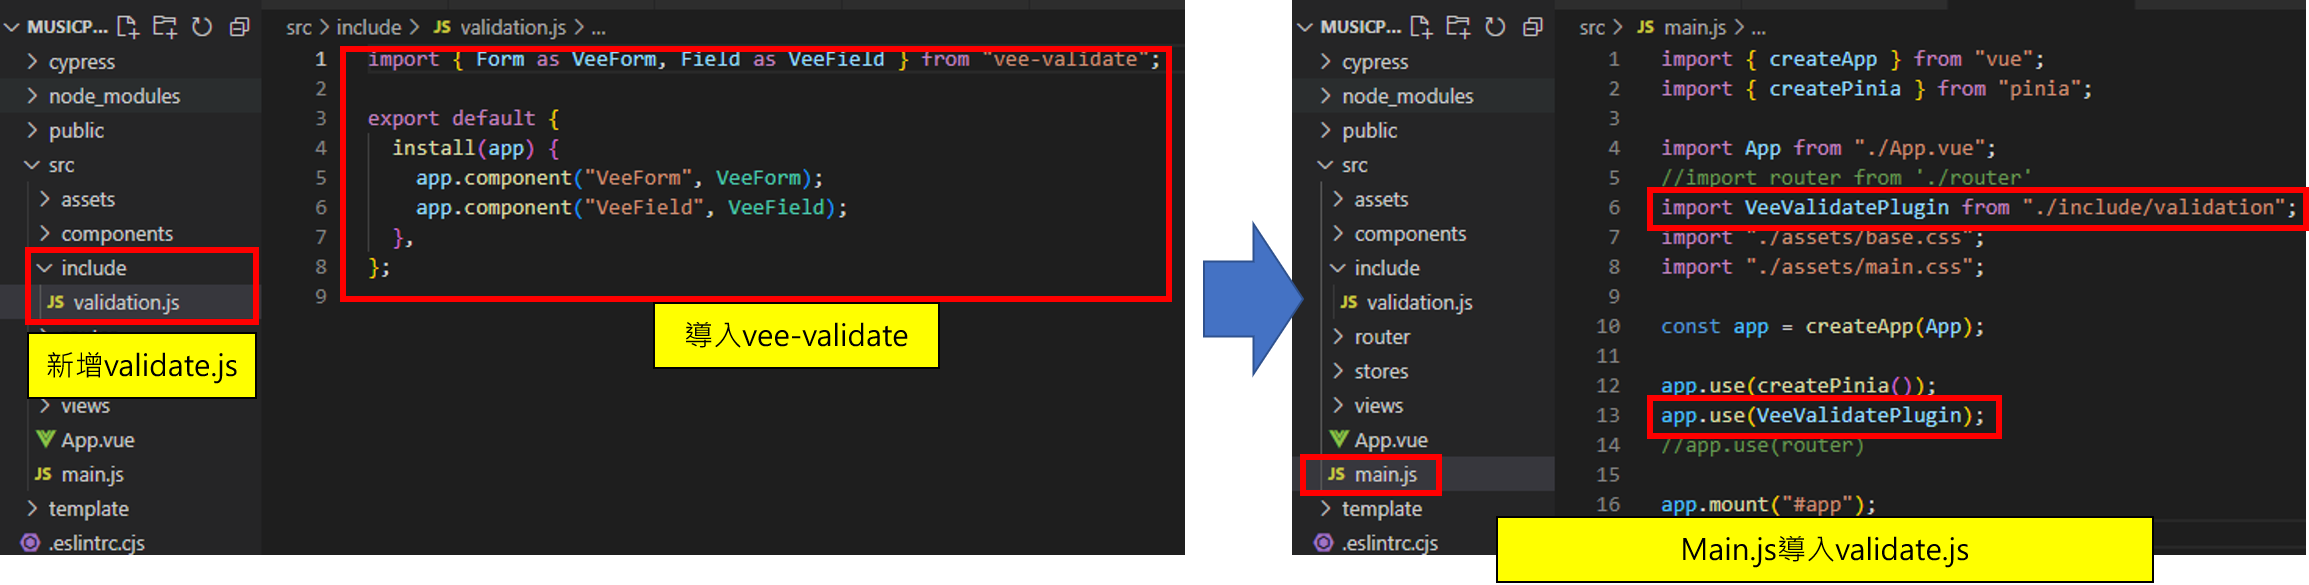 MUSICP...
cypress
node_modules
public
src
assets
components
include
JS validation.js
新增validate.js
views
App.vue
JS main.js
template
.eslintrc.cjs
src > include > JS validation.js > ...
1 import { Form as VeeForm, Field as VeeField } from "vee-validate";
2
3 export default {
4 install(app) {
5 app.component("VeeForm", VeeForm);
6 app.component("VeeField", VeeField);
7 },
8 };
9
導入vee-validate
MUSICP...
cypress
node_modules
public
src
assets
components
include
JS validation.js
router
stores
views
App.vue
JS main.js
template
.eslintrc.cjs
src > JS main.js > ...
1 import { createApp } from "vue";
2 import { createPinia } from "pinia";
3
4 import App from "./App.vue";
5 //import router from './router'
6 import VeeValidatePlugin from "./include/validation";
7 import "./assets/base.css";
8 import "./assets/main.css";
9
10 const app = createApp(App);
11
12 app.use(createPinia());
13 app.use(VeeValidatePlugin);
14 //app.use(router)
15
16 app.mount("#app");
Main.js導入validate.js